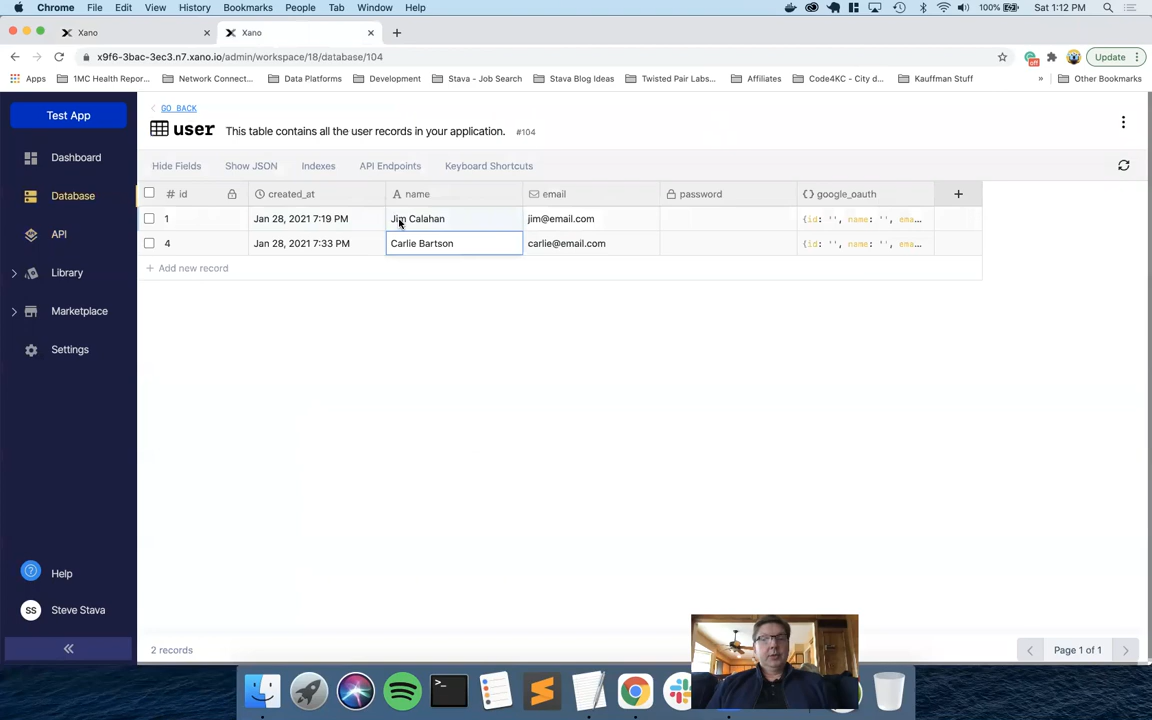 Chrome File Edit View History Bookmarks People Tab Window Help 100% Sat 1:12 PM
Xano Xano
x9f6-3bac-3ec3.n7.xano.io/admin/workspace/18/database/104 Update
Apps 1MC Health Repor... Network Connect... Data Platforms Development Stava - Job Search Stava Blog Ideas Twisted Pair Labs... Affiliates Code4KC - City d... Kauffman Stuff » Other Bookmarks
Test App
Dashboard
Database
API
Library
Marketplace
Settings
Help
SS Steve Stava
GO BACK
user This table contains all the user records in your application. #104
Hide Fields Show JSON Indexes API Endpoints Keyboard Shortcuts
# id created_at name email password google_oauth +
1 Jan 28, 2021 7:19 PM Jim Calahan jim@email.com {id: '', name: '', ema...
4 Jan 28, 2021 7:33 PM Carlie Bartson carlie@email.com {id: '', name: '', ema...
+ Add new record
2 records Page 1 of 1